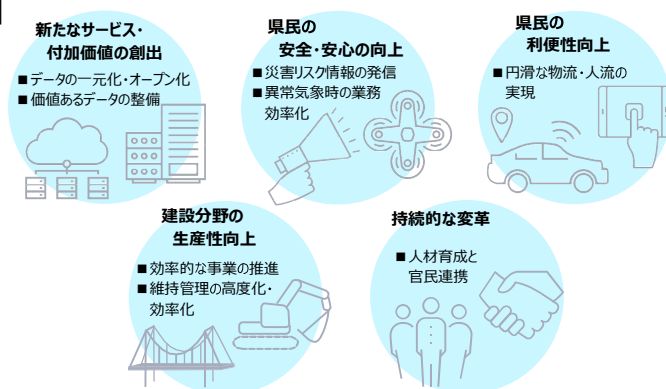 新たなサービス・
付加価値の創出
■データの一元化・オープン化
■価値あるデータの整備
県民の
安全・安心の向上
■災害リスク情報の発信
■異常気象時の業務
効率化
県民の
利便性向上
■円滑な物流・人流の
実現
建設分野の
生産性向上
■効率的な事業の推進
■維持管理の高度化・
効率化
持続的な変革
■人材育成と
官民連携